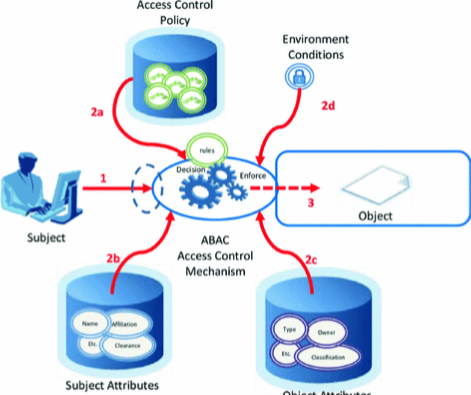 Access Control
Policy
Environment
Conditions
2a
2d
rules
Decision
Enforce
1
3
Subject
Object
ABAC
Access Control
Mechanism
2b
2c
Name
Affiliation
Etc.
Clearance
Type
Owner
Etc.
Classification
Subject Attributes
Object Attributes